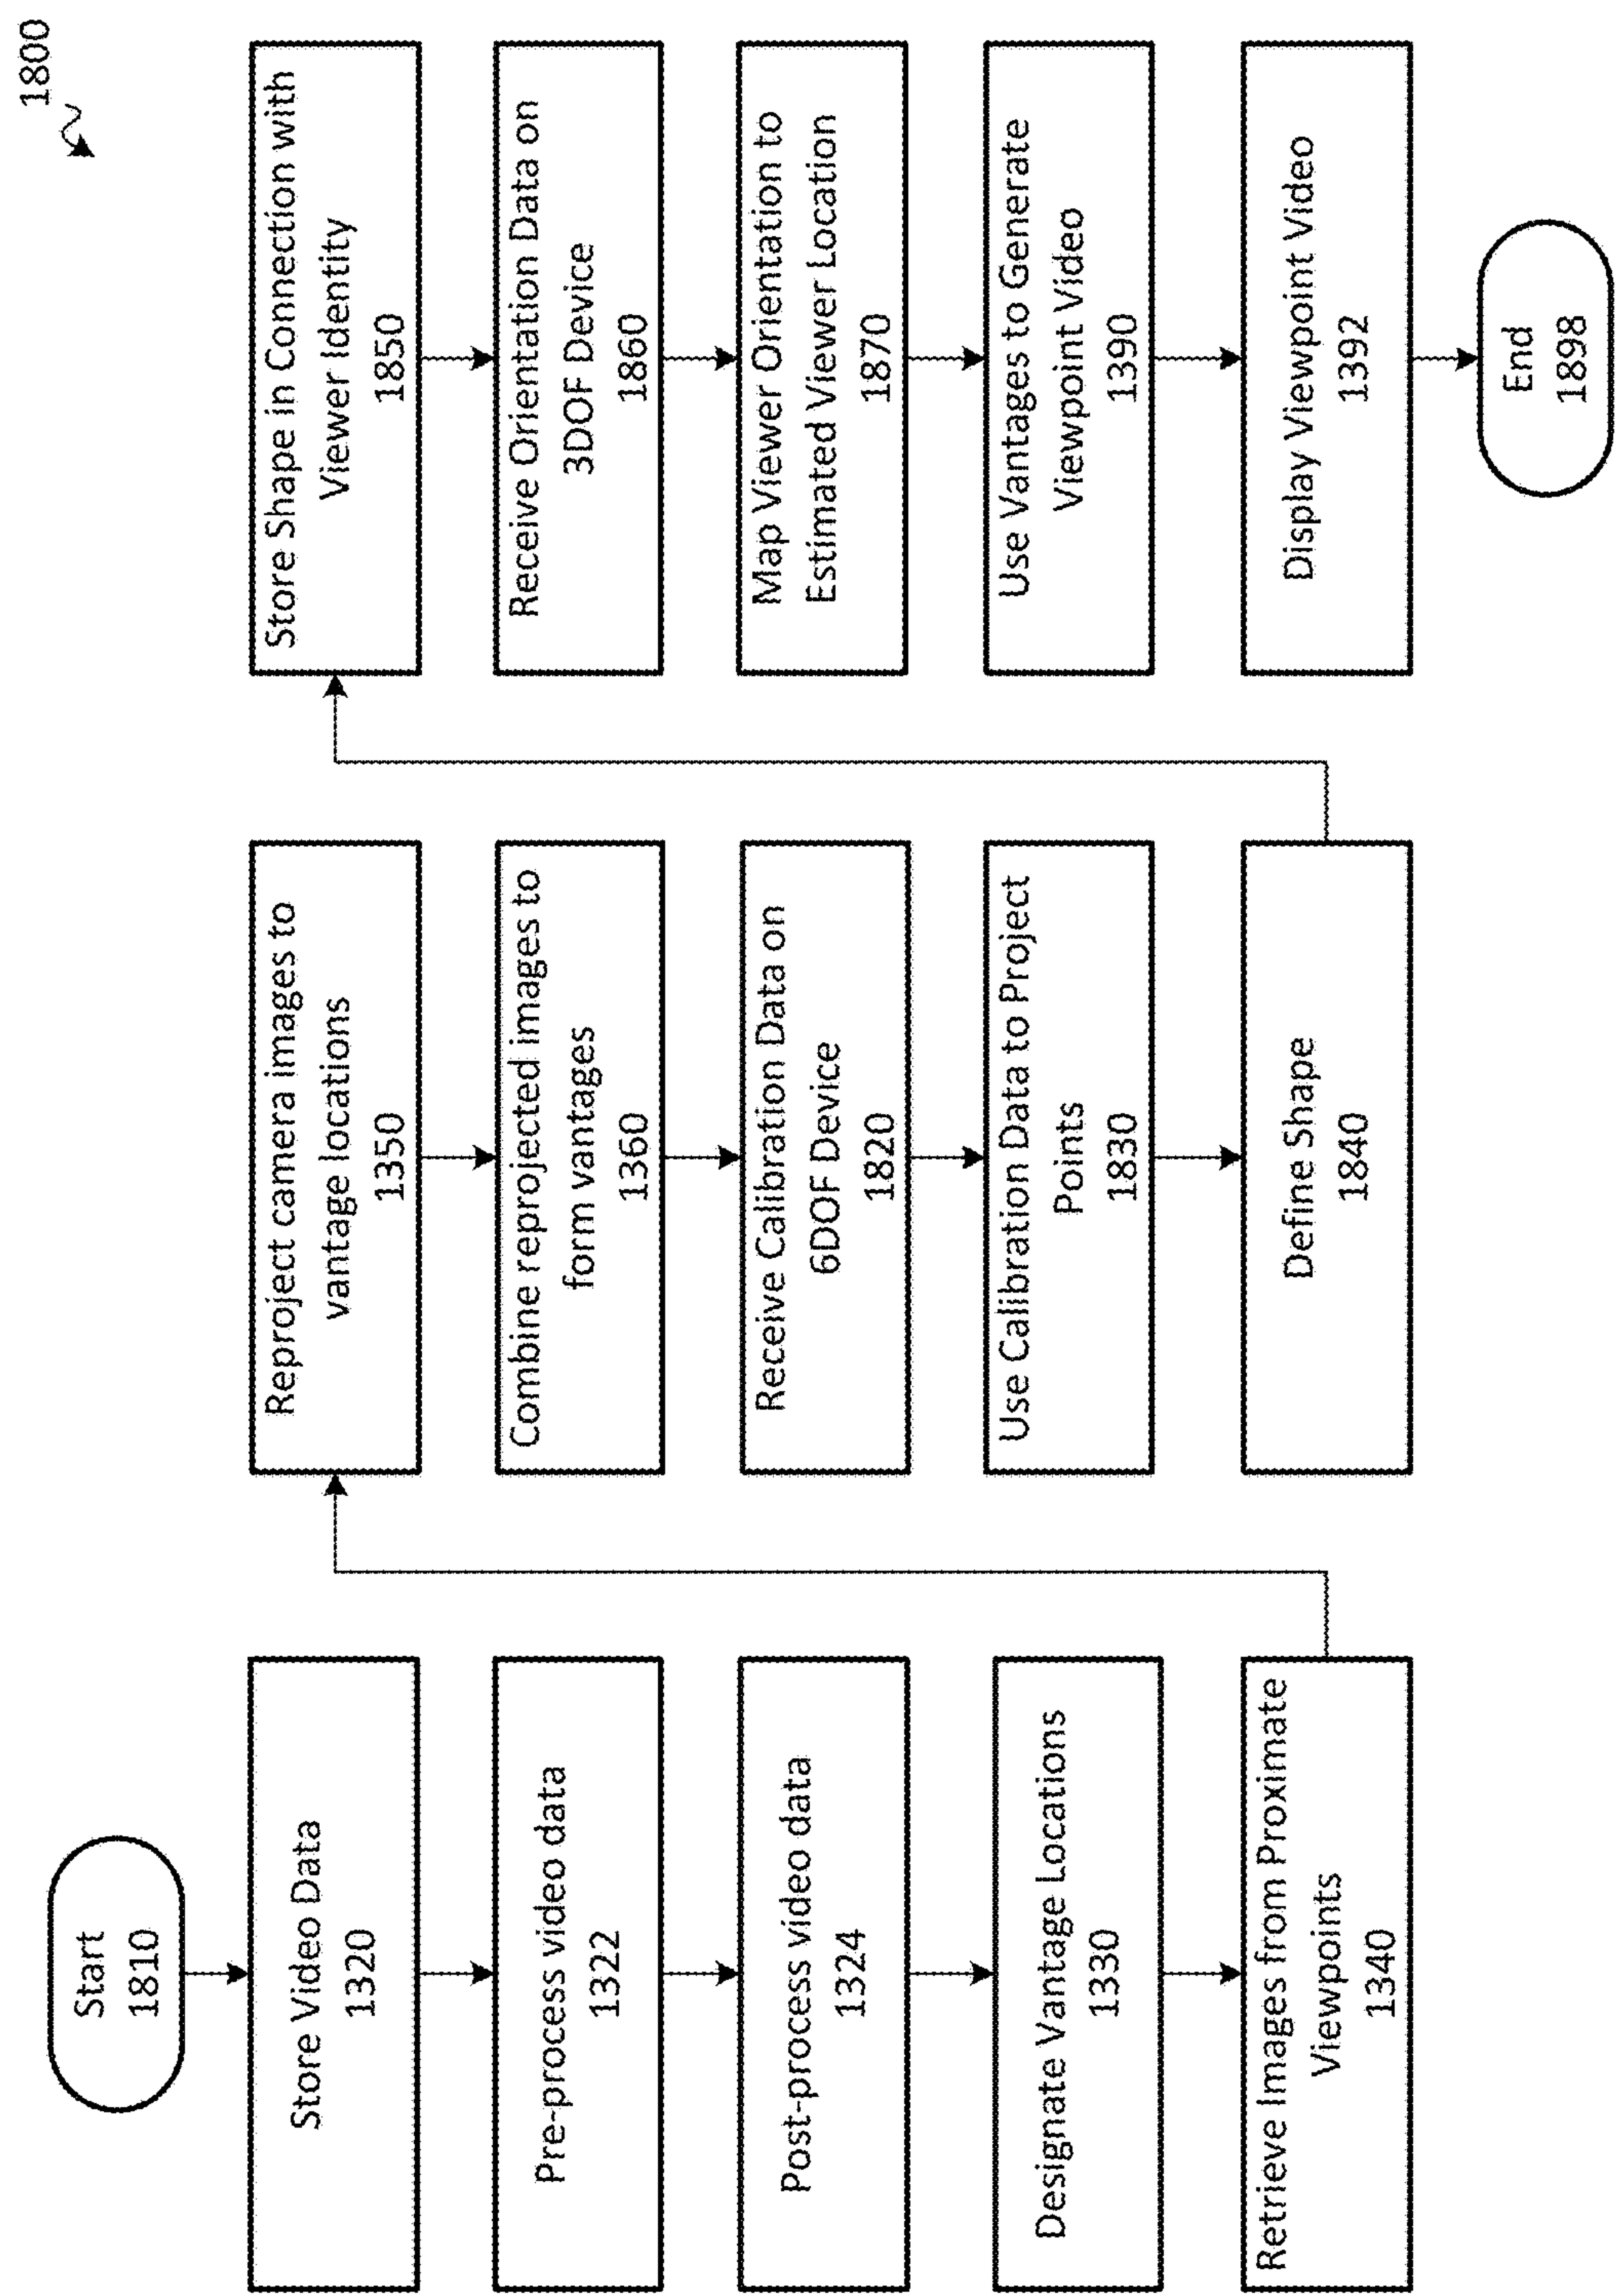 1800
Start
1810
Store Video Data
1320
Pre-process video data
1322
Post-process video data
1324
Designate Vantage Locations
1330
Retrieve Images from Proximate
Viewpoints
1340
Reproject camera images to
vantage locations
1350
Combine reprojected images to
form vantages
1360
Receive Calibration Data on
6DOF Device
1820
Use Calibration Data to Project
Points
1830
Define Shape
1840
Store Shape in Connection with
Viewer Identity
1850
Receive Orientation Data on
3DOF Device
1860
Map Viewer Orientation to
Estimated Viewer Location
1870
Use Vantages to Generate
Viewpoint Video
1390
Display Viewpoint Video
1392
End
1898